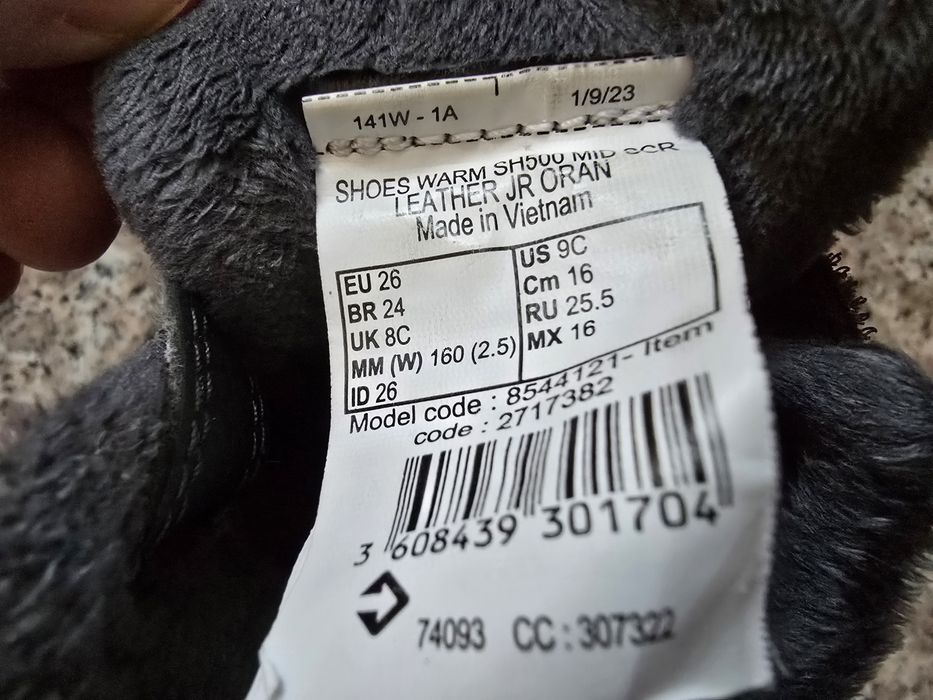 141W - 1A 1/9/23
SHOES WARM SH500 MID SCR
LEATHER JR ORAN
Made in Vietnam
EU 26
BR 24
UK 8C
MM (W) 160 (2.5)
ID 26
US 9C
Cm 16
RU 25.5
MX 16
Model code : 8544121- Item
code : 2717382
3 608439 301704
74093 CC : 307322